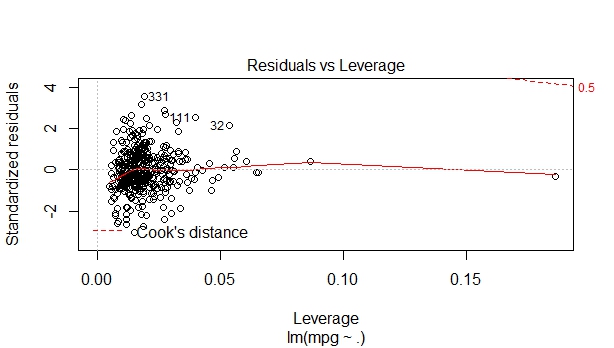 Residuals vs Leverage
Standardized residuals
4
2
0
-2
0.5
331
111
32
Cook's distance
0.00
0.05
0.10
0.15
Leverage
lm(mpg ~ .)